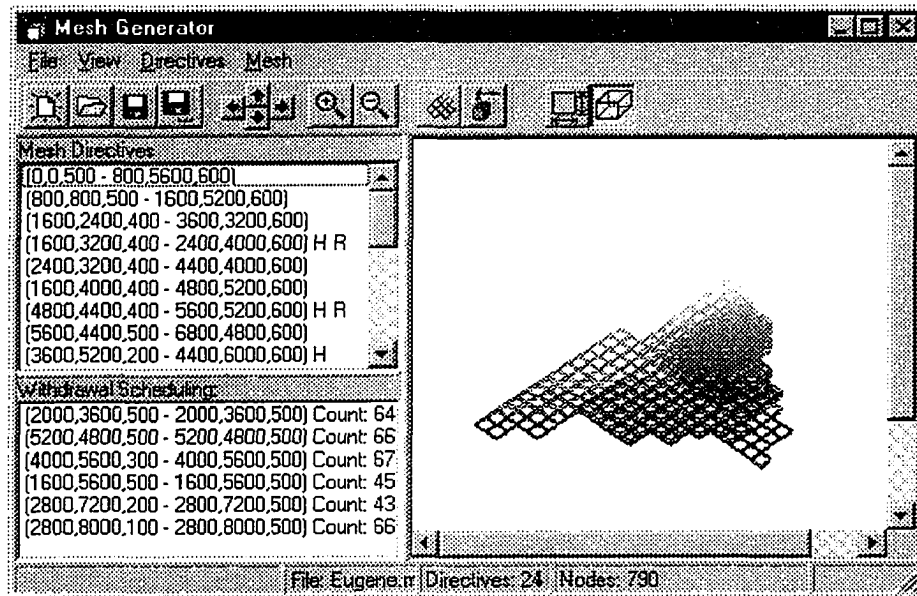 Mesh Generator
File View Directives Mesh
Mesh Directives
(0,0,500 - 800,5600,600)
(800,800,500 - 1600,5200,600)
(1600,2400,400 - 3600,3200,600)
(1600,3200,400 - 2400,4000,600) H R
(2400,3200,400 - 4400,4000,600)
(1600,4000,400 - 4800,5200,600)
(4800,4400,400 - 5600,5200,600) H R
(5600,4400,500 - 6800,4800,600)
(3600,5200,200 - 4400,6000,600) H
Withdrawal Scheduling:
(2000,3600,500 - 2000,3600,500) Count: 64
(5200,4800,500 - 5200,4800,500) Count: 66
(4000,5600,300 - 4000,5600,500) Count: 67
(1600,5600,500 - 1600,5600,500) Count: 45
(2800,7200,200 - 2800,7200,500) Count: 43
(2800,8000,100 - 2800,8000,500) Count: 66
File: Eugene.m Directives: 24 Nodes: 790